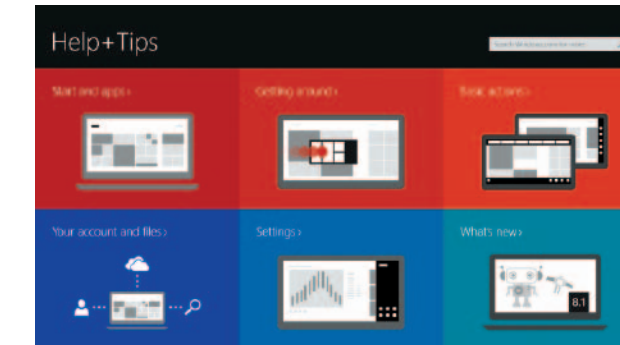 Help+Tips
Start and apps ›
Getting around ›
Basic actions ›
Your account and files ›
Settings ›
What's new ›
8.1